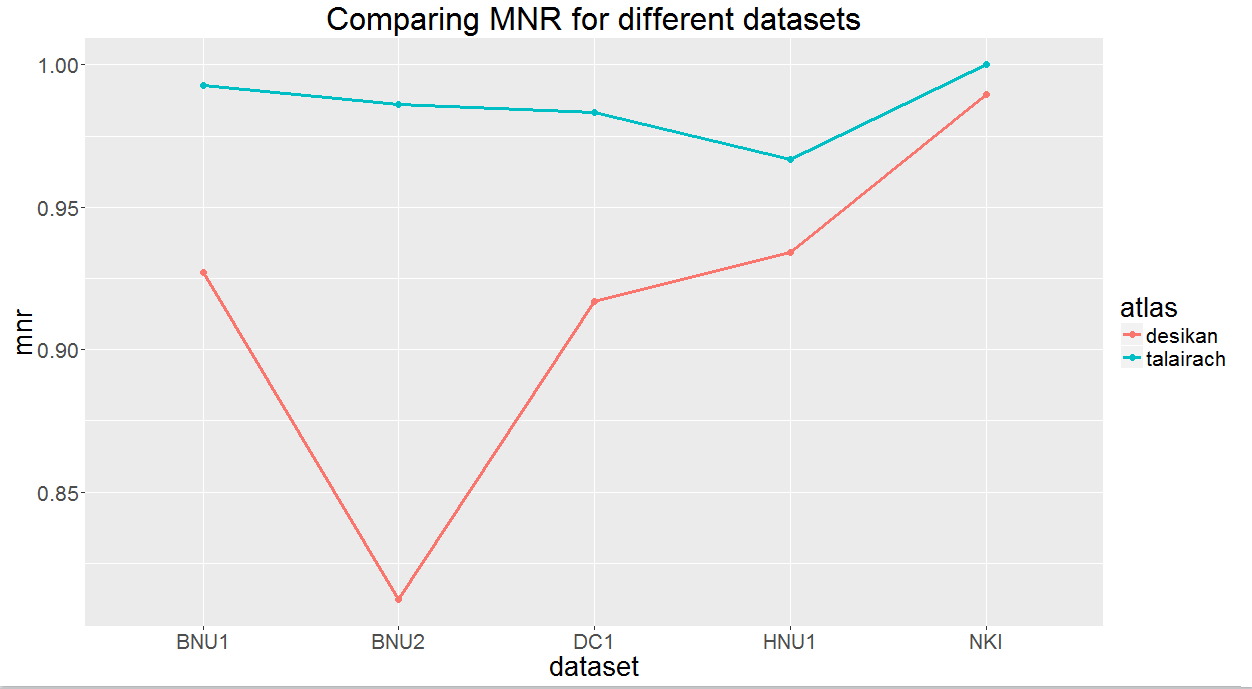 Comparing MNR for different datasets
1.00
0.95
0.90
0.85
mnr
BNU1 BNU2 DC1 HNU1 NKI
dataset
atlas
desikan
talairach